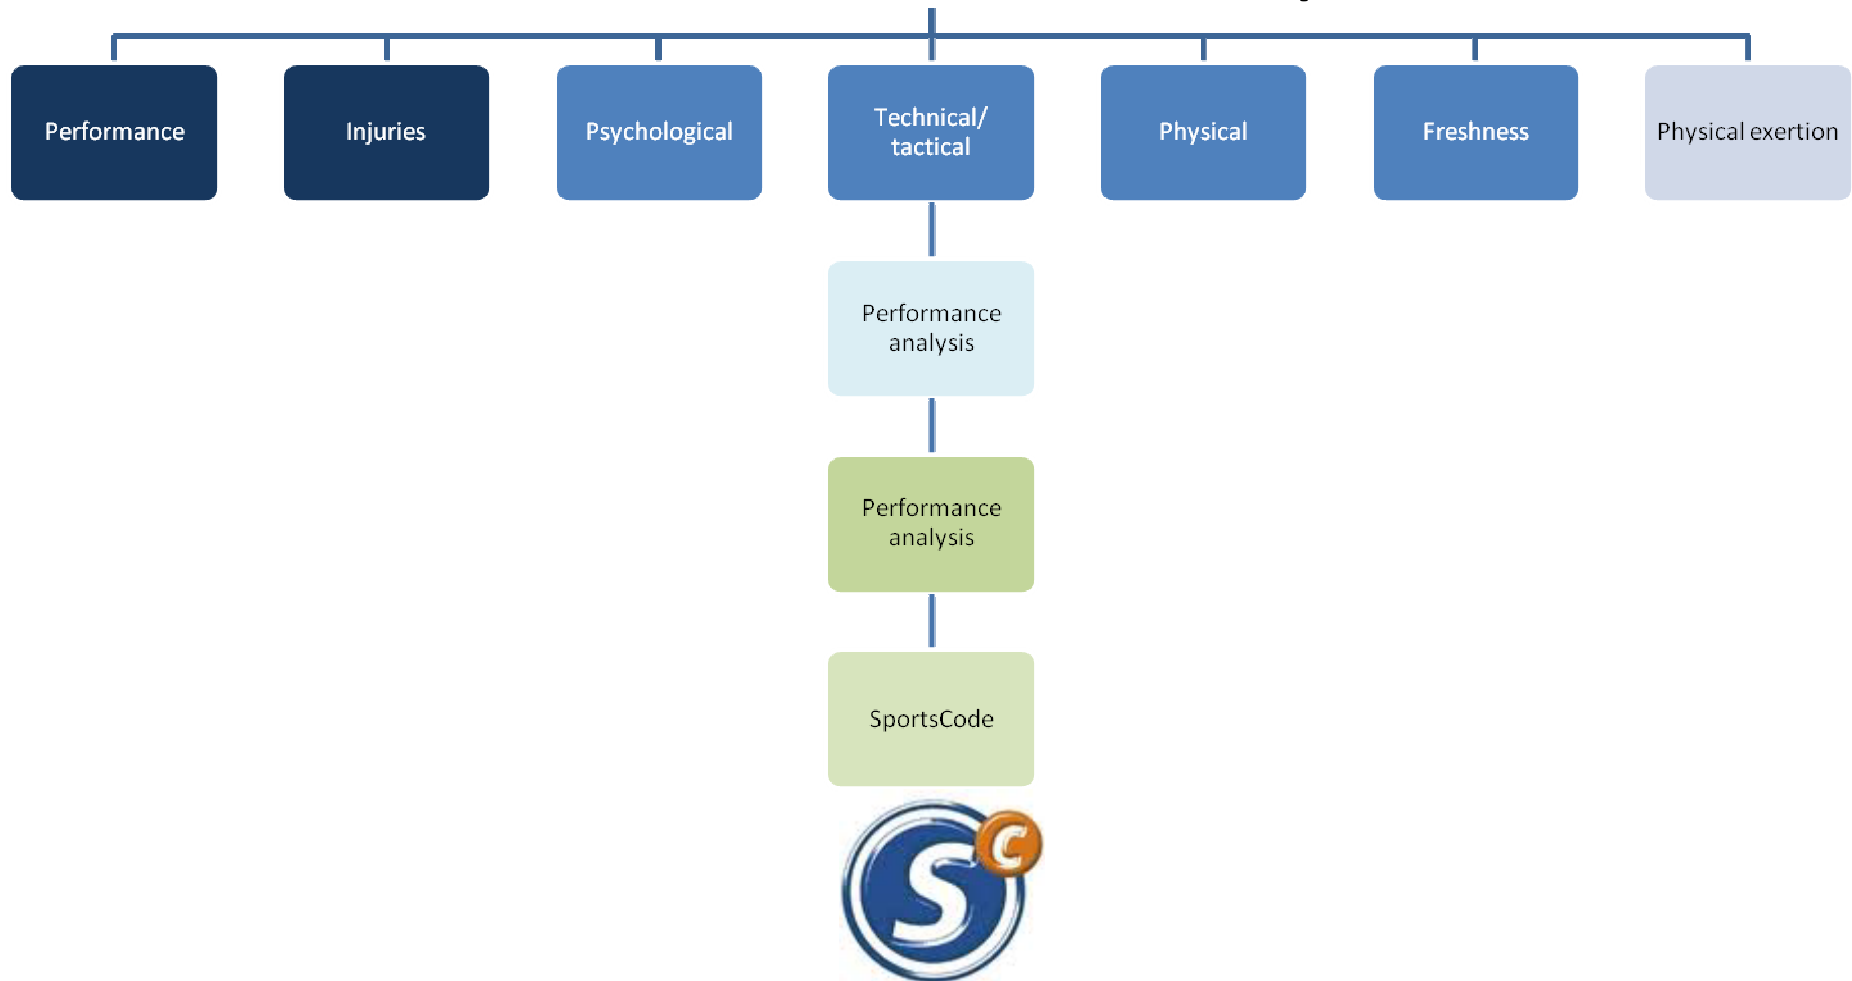 Performance
Injuries
Psychological
Technical/
tactical
Physical
Freshness
Physical exertion
Performance
analysis
Performance
analysis
SportsCode
S
C